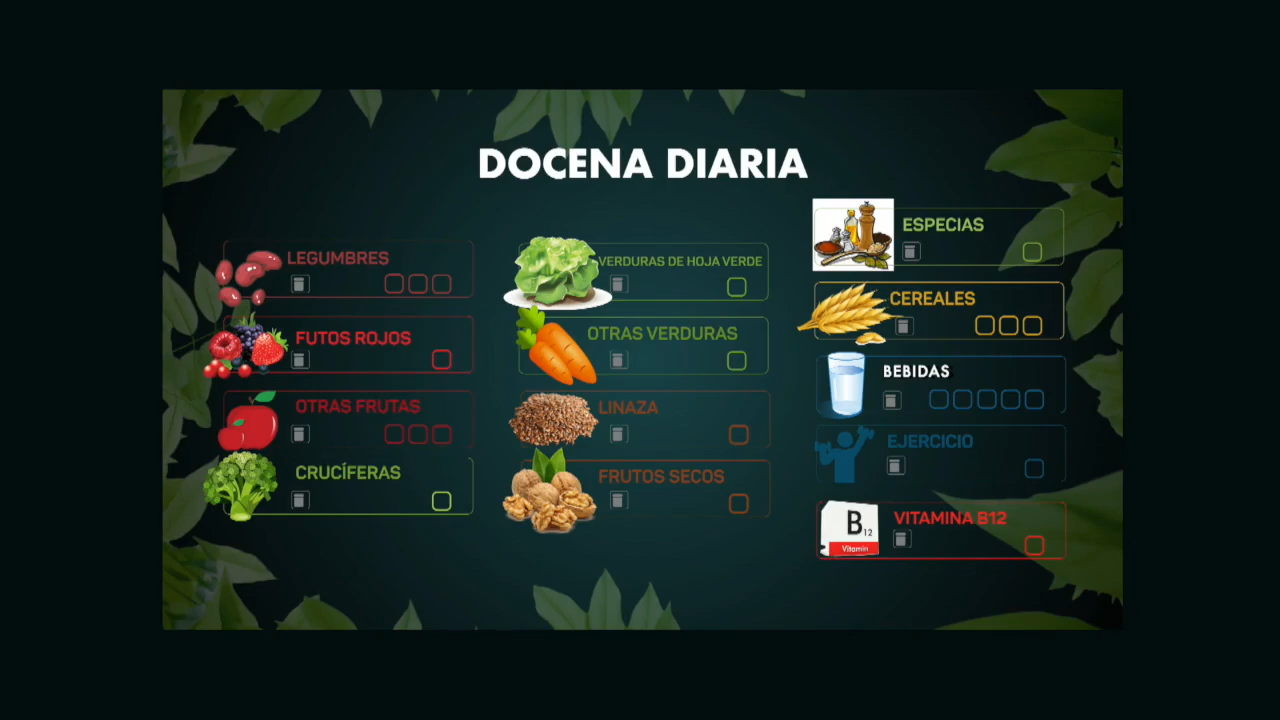 DOCENA DIARIA
LEGUMBRES
FUTOS ROJOS
OTRAS FRUTAS
CRUCÍFERAS
VERDURAS DE HOJA VERDE
OTRAS VERDURAS
LINAZA
FRUTOS SECOS
ESPECIAS
CEREALES
BEBIDAS
EJERCICIO
B12
Vitamin
VITAMINA B12